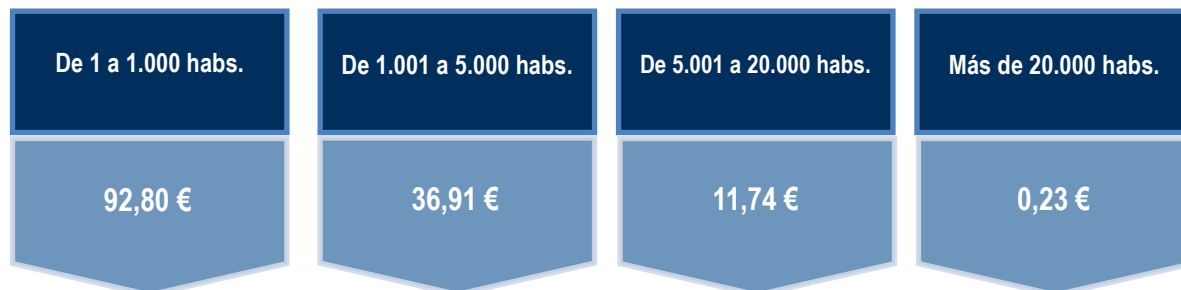 De 1 a 1.000 habs.
De 1.001 a 5.000 habs.
De 5.001 a 20.000 habs.
Más de 20.000 habs.
92,80 €
36,91 €
11,74 €
0,23 €